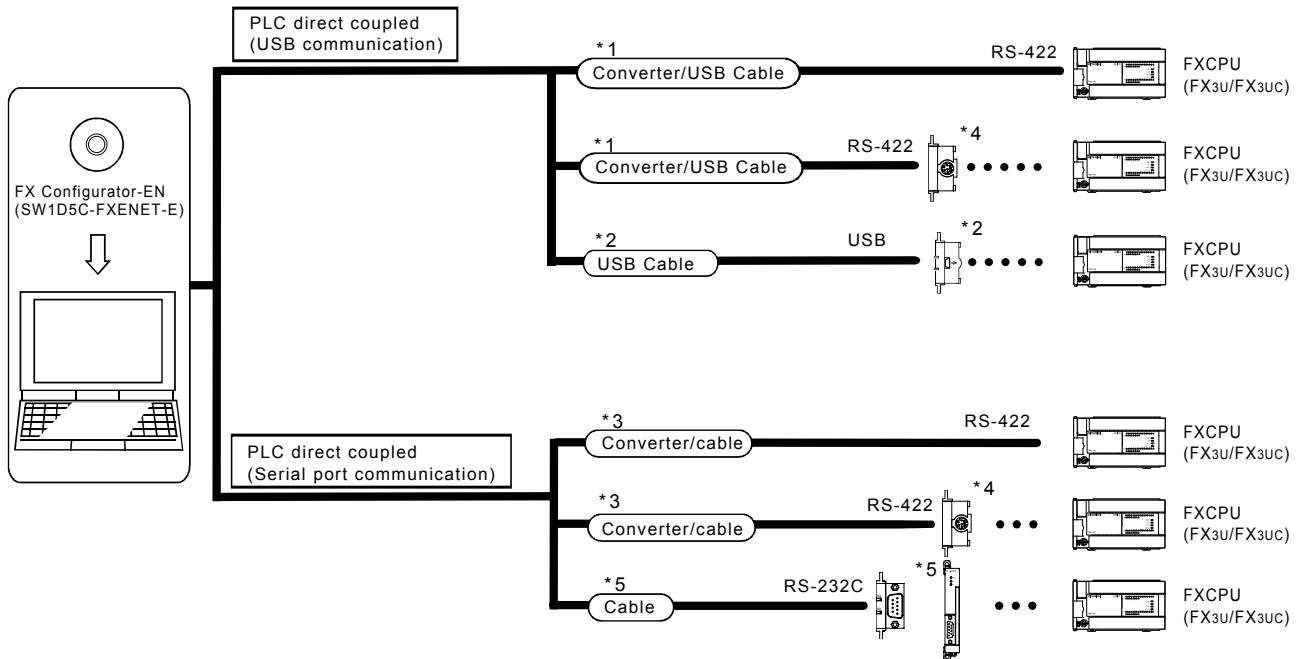 PLC direct coupled
(USB communication)
*1
Converter/USB Cable
RS-422
FXCPU
(FX3U/FX3UC)
*1
Converter/USB Cable
RS-422
*4
FXCPU
(FX3U/FX3UC)
FX Configurator-EN
(SW1D5C-FXENET-E)
*2
USB Cable
USB
*2
FXCPU
(FX3U/FX3UC)
PLC direct coupled
(Serial port communication)
*3
Converter/cable
RS-422
FXCPU
(FX3U/FX3UC)
*3
Converter/cable
RS-422
*4
FXCPU
(FX3U/FX3UC)
*5
Cable
RS-232C
*5
FXCPU
(FX3U/FX3UC)